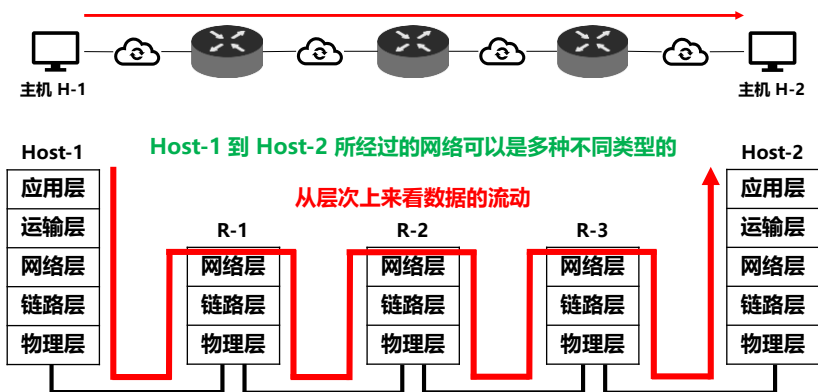 主机 H-1
主机 H-2
Host-1 到 Host-2 所经过的网络可以是多种不同类型的
Host-1
Host-2
从层次上来看数据的流动
应用层
运输层
网络层
链路层
物理层
R-1
网络层
链路层
物理层
R-2
网络层
链路层
物理层
R-3
网络层
链路层
物理层
应用层
运输层
网络层
链路层
物理层